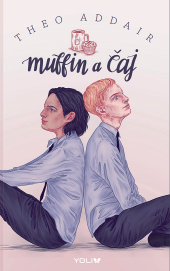 THEO ADDAIR
muffin a čaj
YOLi